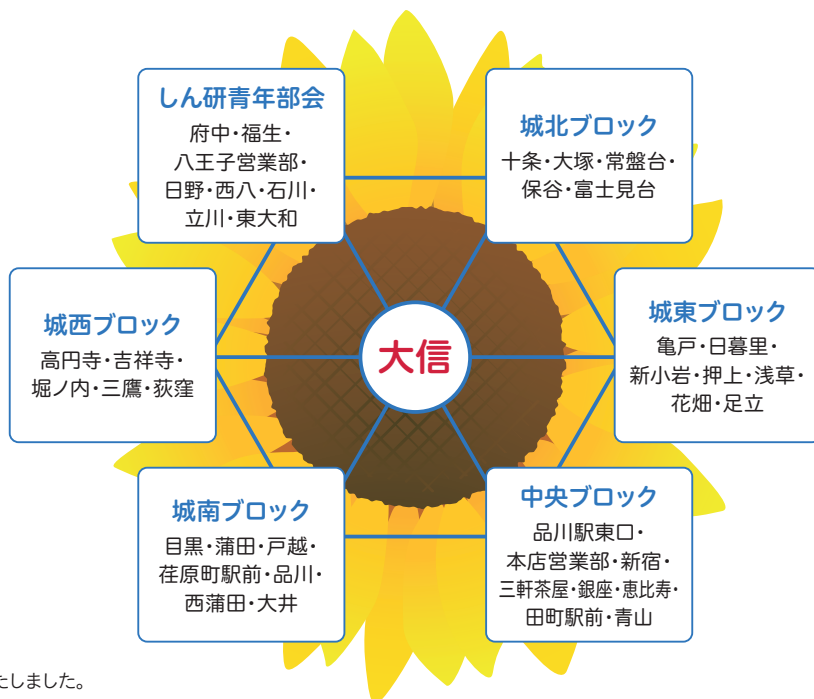 しん研青年部会
府中・福生・
八王子営業部・
日野・西八・石川・
立川・東大和
城北ブロック
十条・大塚・常盤台・
保谷・富士見台
城西ブロック
高円寺・吉祥寺・
堀ノ内・三鷹・荻窪
大信
城東ブロック
亀戸・日暮里・
新小岩・押上・浅草・
花畑・足立
城南ブロック
目黒・蒲田・戸越・
荏原町駅前・品川・
西蒲田・大井
中央ブロック
品川駅東口・
本店営業部・新宿・
三軒茶屋・銀座・恵比寿・
田町駅前・青山
たしました。